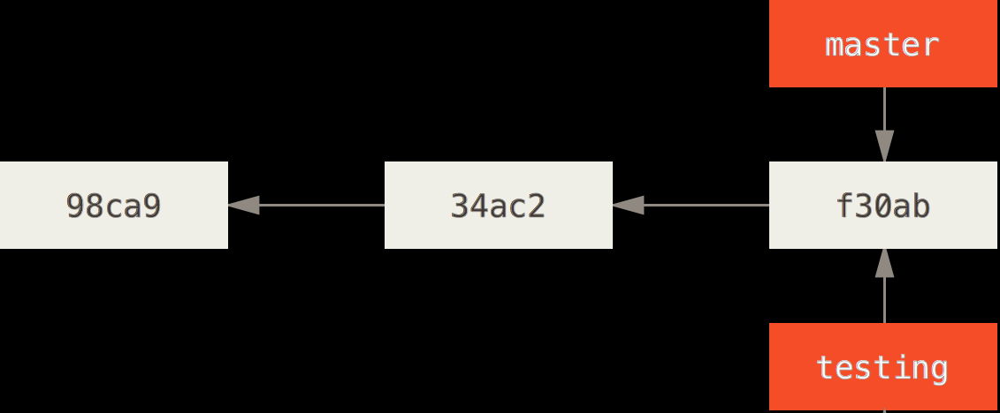 master
98ca9
34ac2
f30ab
testing